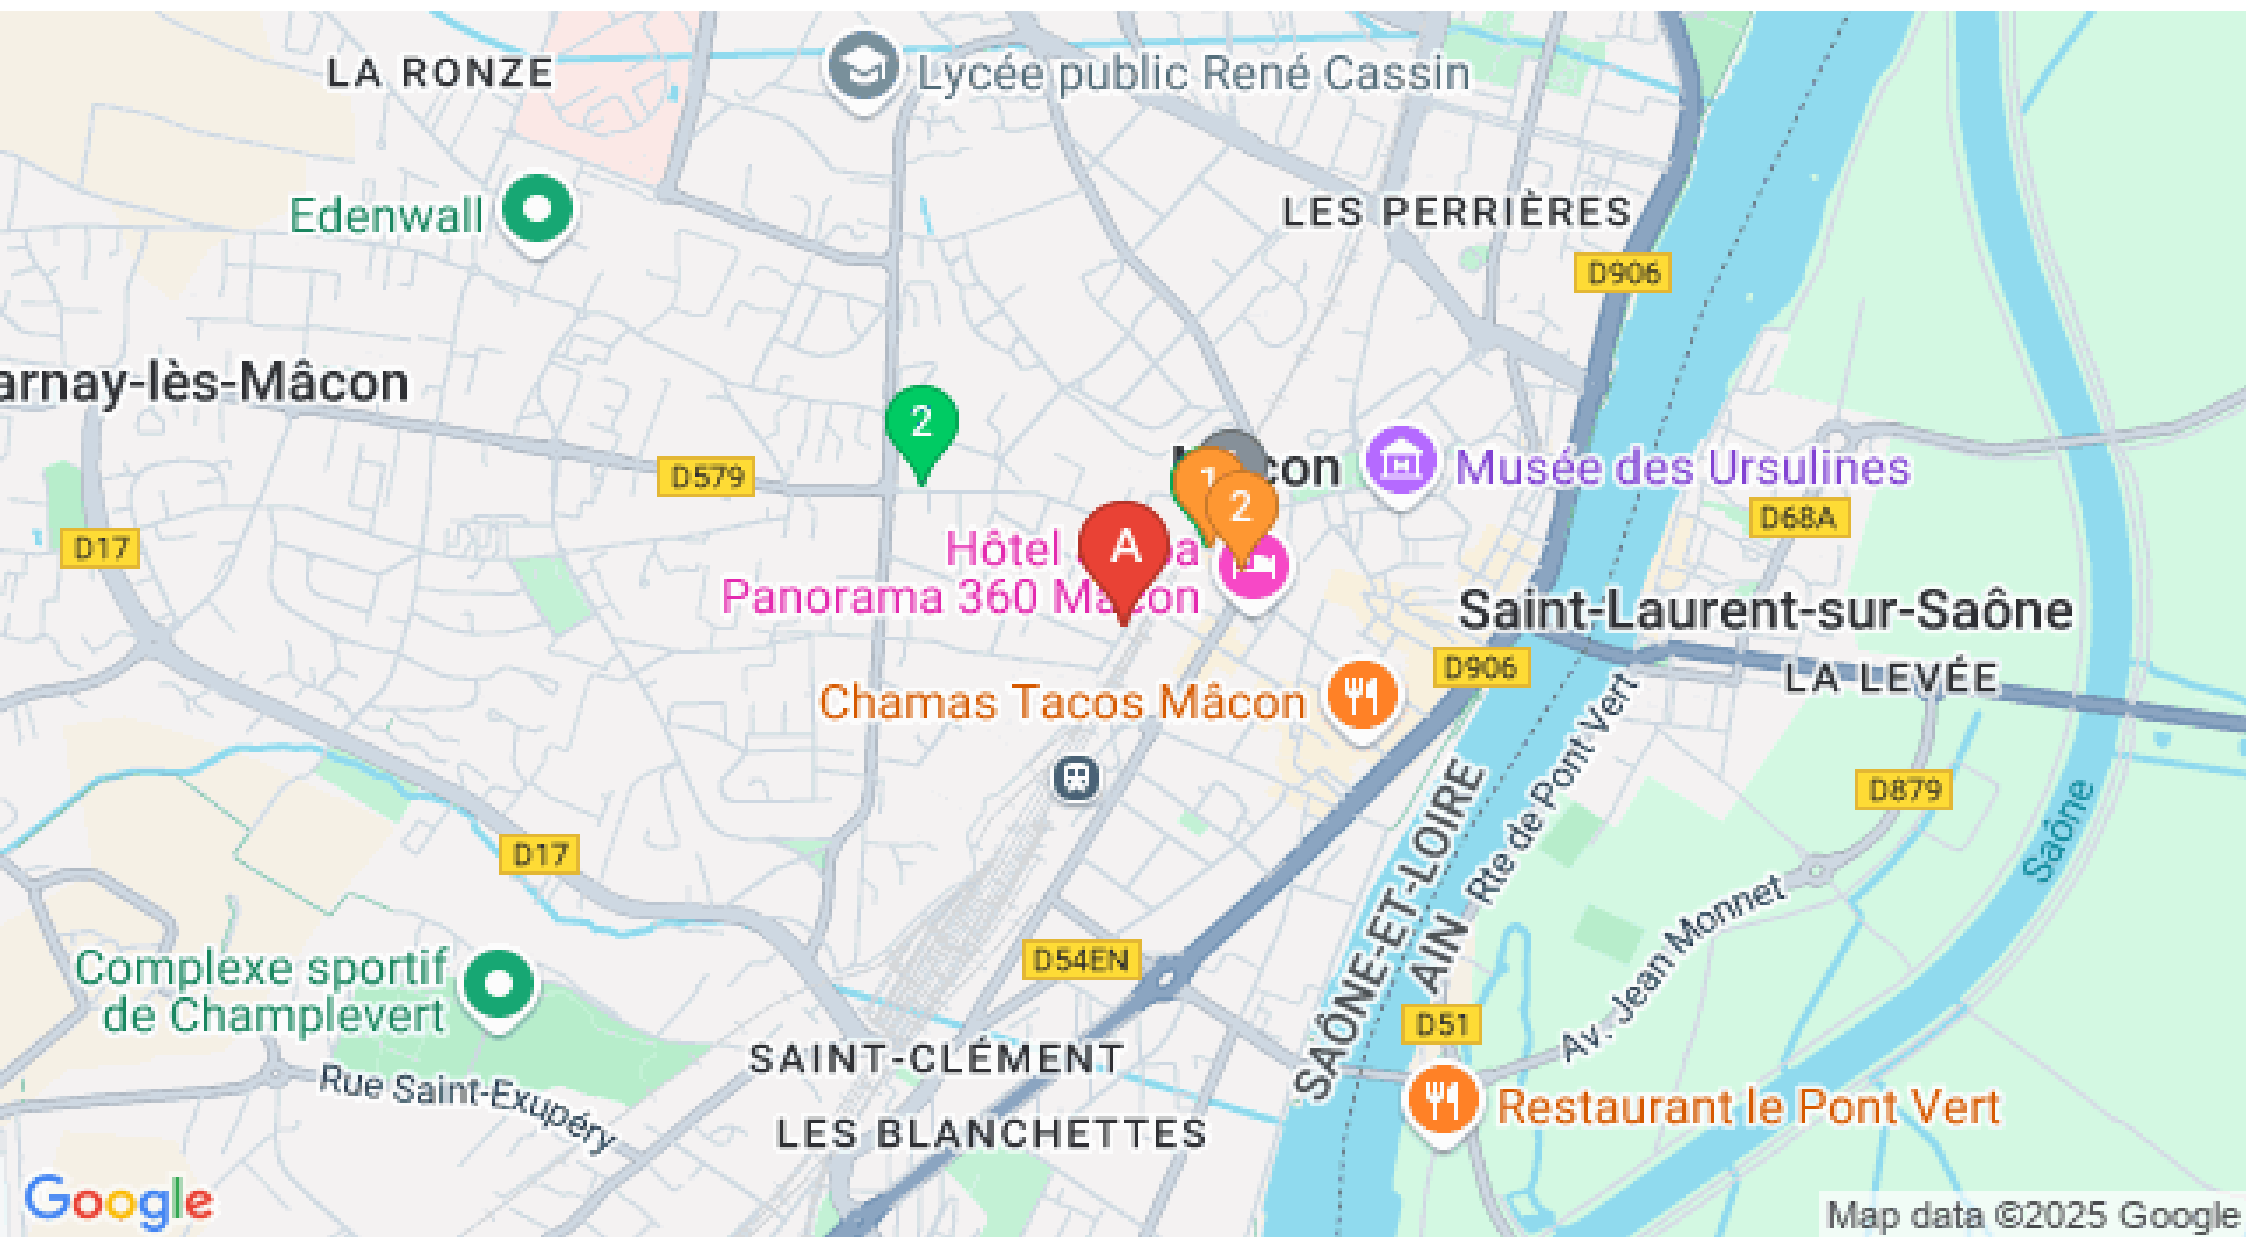 LA RONZE
Lycée public René Cassin
Edenwall
LES PERRIÈRES
D906
arnay-lès-Mâcon
2
D579
Musée des Ursulines
1
2
D17
D68A
A
Hôtel
Panorama 360 Mâcon
Saint-Laurent-sur-Saône
D906
LA LEVÉE
Chamas Tacos Mâcon
Rte de Pont Vert
D879
Saône
D17
SAÔNE-ET-LOIRE
AIN
Av. Jean Monnet
D54EN
Complexe sportif
de Champlevert
D51
SAINT-CLÉMENT
Rue Saint-Exupéry
Restaurant le Pont Vert
LES BLANCHETTES
Google
Map data ©2025 Google